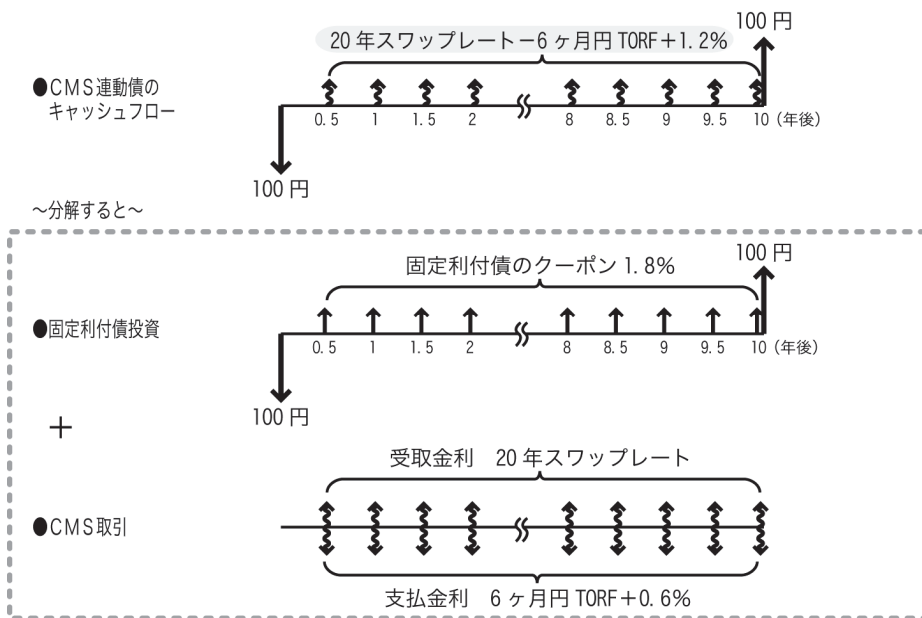 100円
20年スワップレート－6ヶ月円TORF＋1.2%
●CMS連動債の
キャッシュフロー
0.5 1 1.5 2 8 8.5 9 9.5 10（年後）
100円
～分解すると～
100円
固定利付債のクーポン1.8%
●固定利付債投資
0.5 1 1.5 2 8 8.5 9 9.5 10（年後）
100円
＋
受取金利　20年スワップレート
●CMS取引
支払金利　6ヶ月円TORF＋0.6%